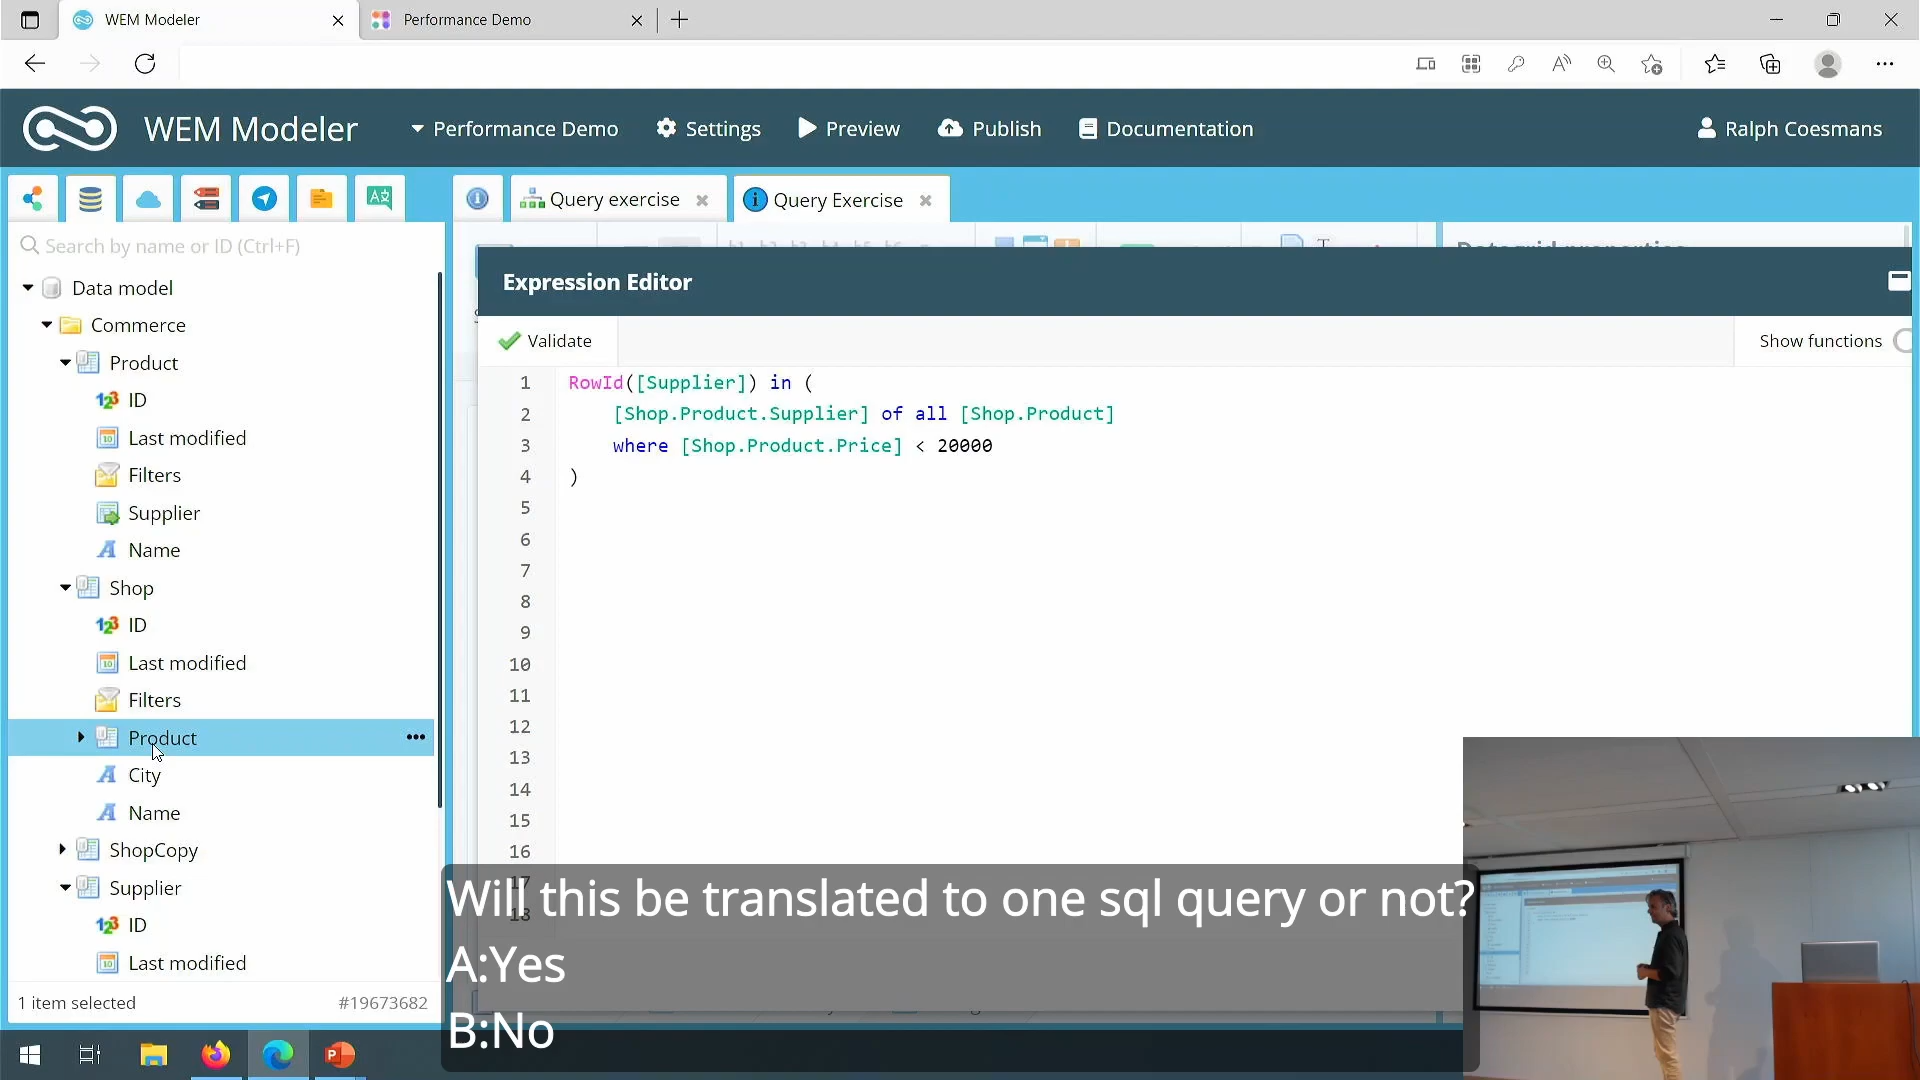 WEM Modeler
Performance Demo
WEM Modeler
Performance Demo
Settings
Preview
Publish
Documentation
Ralph Coesmans
Query exercise
Query Exercise
Search by name or ID (Ctrl+F)
Data model
Commerce
Product
ID
Last modified
Filters
Supplier
Name
Shop
ID
Last modified
Filters
Product
City
Name
ShopCopy
Supplier
ID
Last modified
1 item selected
#19673682
Expression Editor
Validate
Show functions
1 RowId([Supplier]) in (
2 [Shop.Product.Supplier] of all [Shop.Product]
3 where [Shop.Product.Price] < 20000
4 )
5
6
7
8
9
10
11
12
13
14
15
16
17
18
Will this be translated to one sql query or not?
A:Yes
B:No